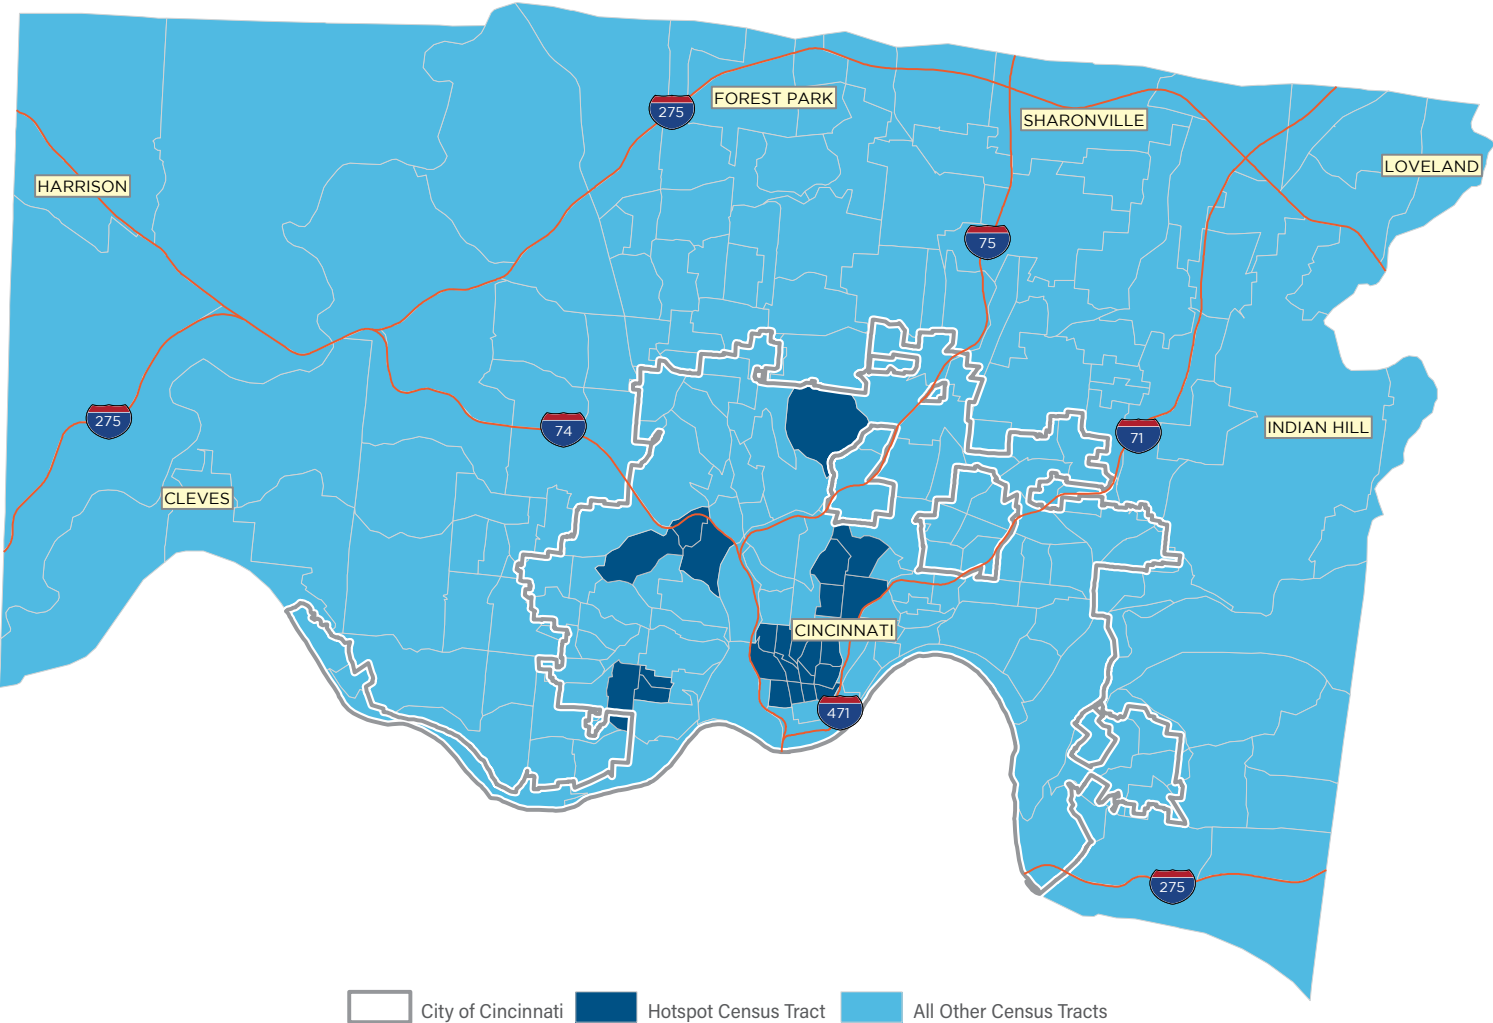 FOREST PARK
275
SHARONVILLE
LOVELAND
HARRISON
75
275
74
71
INDIAN HILL
CLEVES
CINCINNATI
471
275
City of Cincinnati
Hotspot Census Tract
All Other Census Tracts